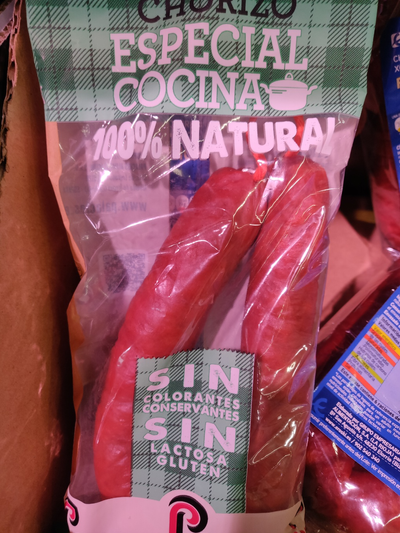 CHORIZO
ESPECIAL
COCINA
100% NATURAL
SIN
COLORANTES
CONSERVANTES
SIN
LACTOSA
GLUTEN